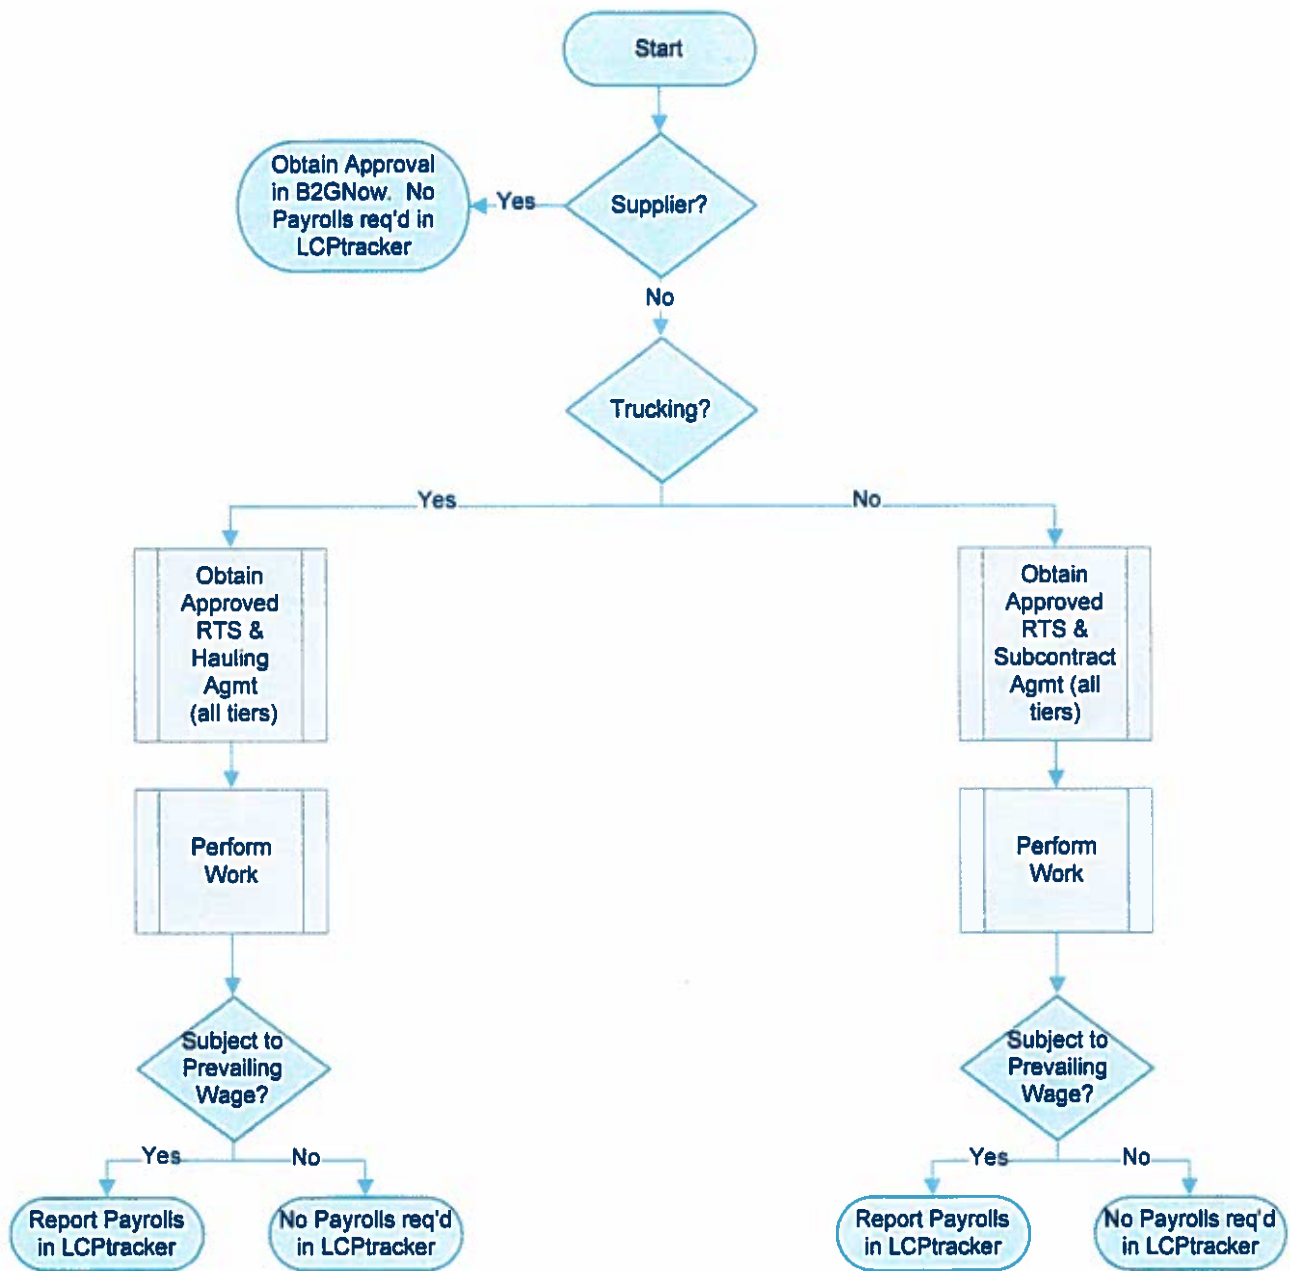 Start
Obtain Approval
in B2GNow. No
Payrolls req'd in
LCPtracker
Yes
Supplier?
No
Trucking?
Yes
No
Obtain
Approved
RTS &
Hauling
Agmt
(all tiers)
Obtain
Approved
RTS &
Subcontract
Agmt (all
tiers)
Perform
Work
Perform
Work
Subject to
Prevailing
Wage?
Subject to
Prevailing
Wage?
Yes
No
Yes
No
Report Payrolls
in LCPtracker
No Payrolls req'd
in LCPtracker
Report Payrolls
in LCPtracker
No Payrolls req'd
in LCPtracker